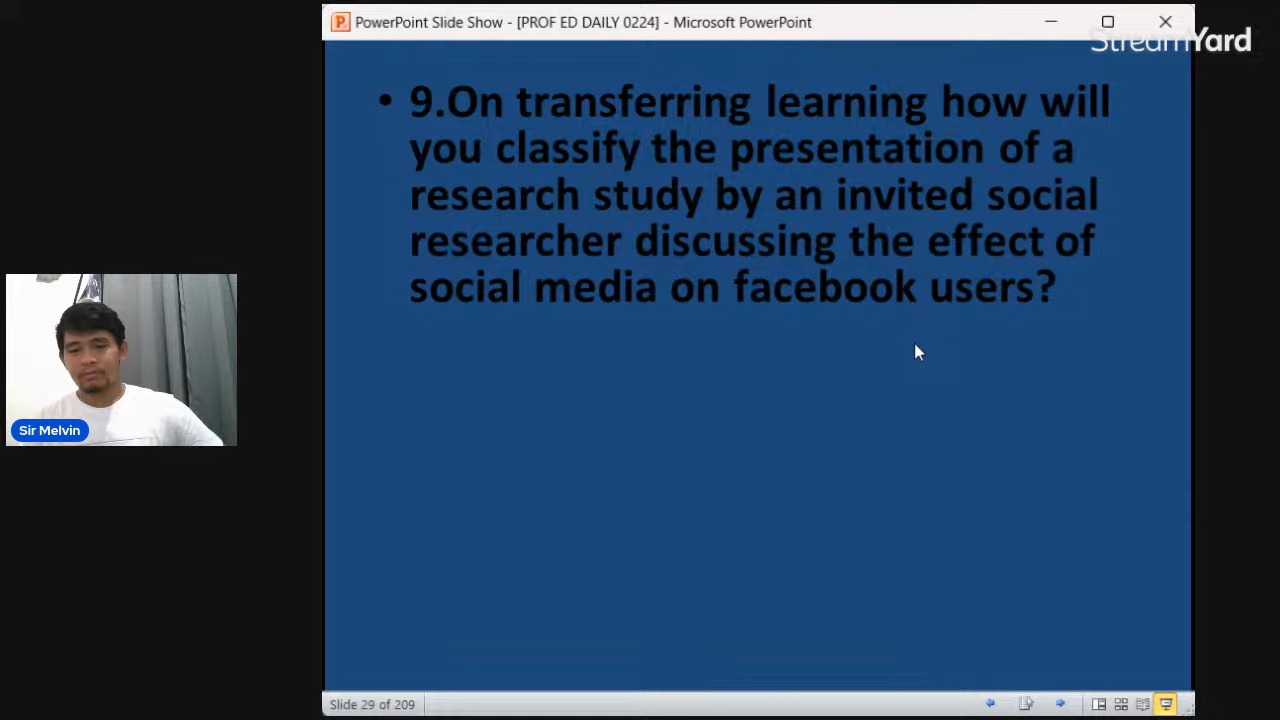 PowerPoint Slide Show - [PROF ED DAILY 0224] - Microsoft PowerPoint
StreamYard
• 9.On transferring learning how will
you classify the presentation of a
research study by an invited social
researcher discussing the effect of
social media on facebook users?
Sir Melvin
Slide 29 of 209